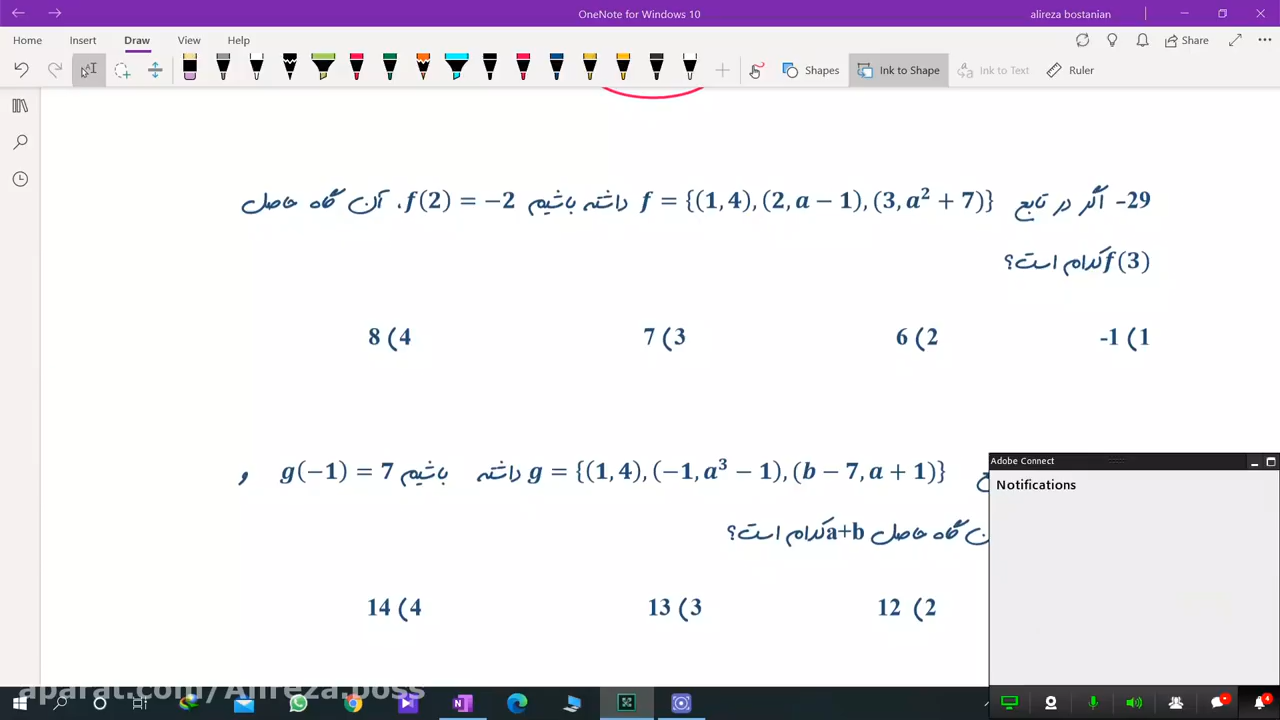 OneNote for Windows 10
alireza bostanian
Home Insert Draw View Help
Share
Shapes
Ink to Shape
Ink to Text
Ruler
29- اگر در تابع f = {(1, 4), (2, a − 1), (3, a² + 7)} داشته باشیم f(2) = −2، آن گاه حاصل
f(3) کدام است؟
1) -1 2) 6 3) 7 4) 8
g = {(1, 4), (−1, a³ − 1), (b − 7, a + 1)} داشته باشیم g(−1) = 7 و
گاه حاصل a+b کدام است؟
2) 12 3) 13 4) 14
Adobe Connect
Notifications
aparat.com/Alireza.boss
4